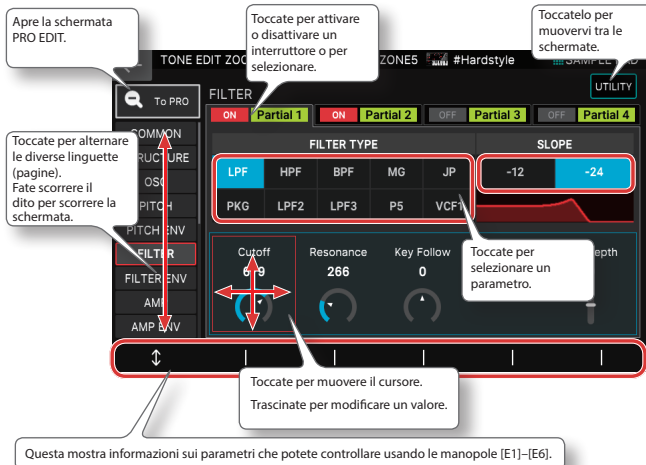 Apre la schermata
PRO EDIT.
Toccate per attivare
o disattivare un
interruttore o per
selezionare.
Toccatelo per
muovervi tra le
schermate.
TONE EDIT ZONE5 #Hardstyle
To PRO
FILTER
UTILITY
ON Partial 1 ON Partial 2 OFF Partial 3 OFF Partial 4
Toccate per alternare
le diverse linguette
(pagine).
Fate scorrere il
dito per scorrere la
schermata.
COMMON
STRUCTURE
OSC
PITCH
PITCH ENV
FILTER
FILTER ENV
AMP
AMP ENV
FILTER TYPE SLOPE
LPF HPF BPF MG JP -12 -24
PKG LPF2 LPF3 P5 VCF1
Cutoff Resonance Key Follow
266 0
Toccate per
selezionare un
parametro.
Toccate per muovere il cursore.
Trascinate per modificare un valore.
Questa mostra informazioni sui parametri che potete controllare usando le manopole [E1]–[E6].